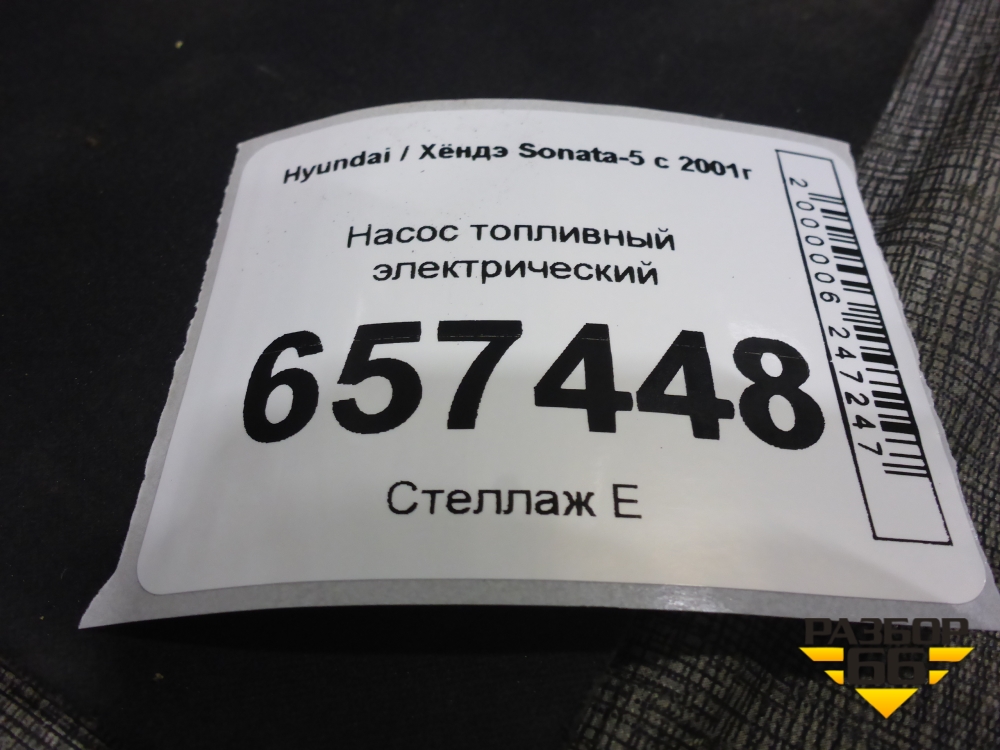 Hyundai / Хёндэ Sonata-5 с 2001г
Насос топливный
электрический
657448
Стеллаж Е
2000006247247
РАЗБОР
66